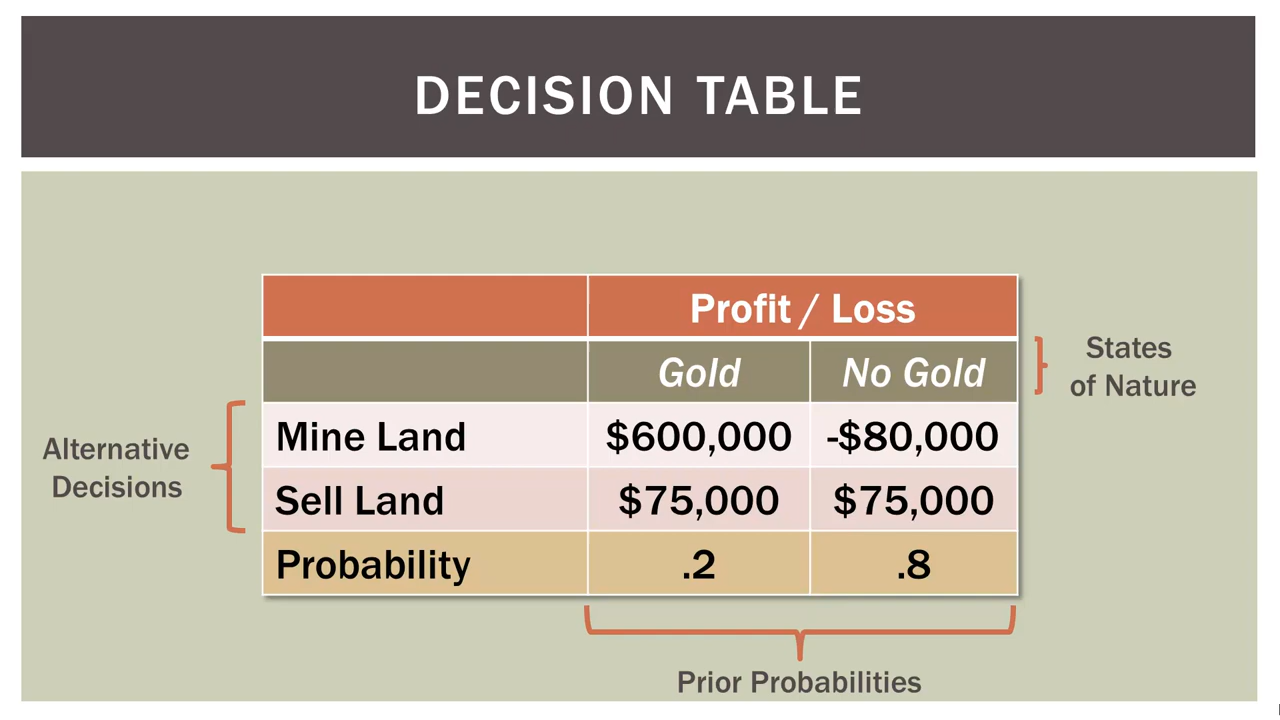 DECISION TABLE
Profit / Loss
Gold No Gold
States
of Nature
Alternative
Decisions
Mine Land $600,000 -$80,000
Sell Land $75,000 $75,000
Probability .2 .8
Prior Probabilities